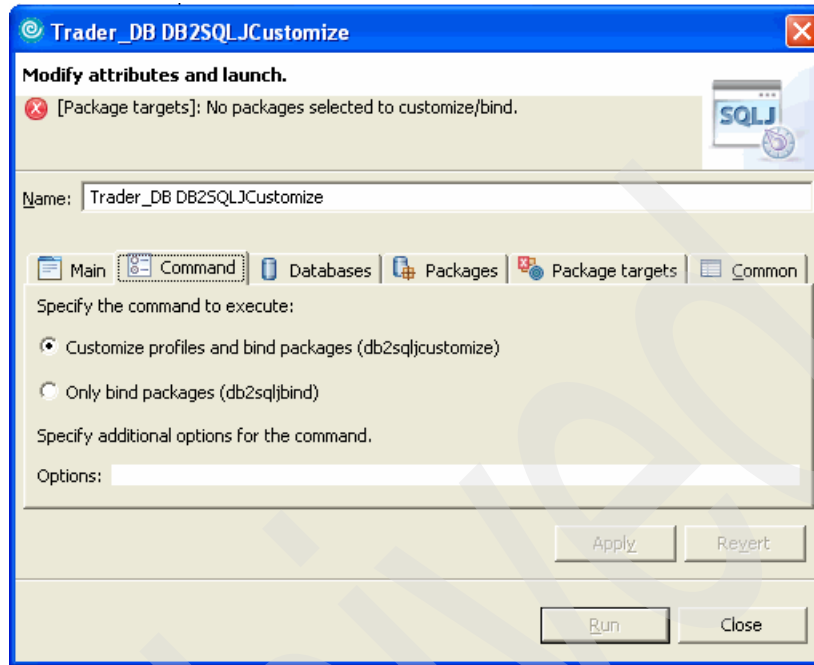 Trader_DB DB2SQLJCustomize
Modify attributes and launch.
[Package targets]: No packages selected to customize/bind.
SQLJ
Name: Trader_DB DB2SQLJCustomize
Main Command Databases Packages Package targets Common
Specify the command to execute:
Customize profiles and bind packages (db2sqljcustomize)
Only bind packages (db2sqljbind)
Specify additional options for the command.
Options:
Apply Revert
Run Close